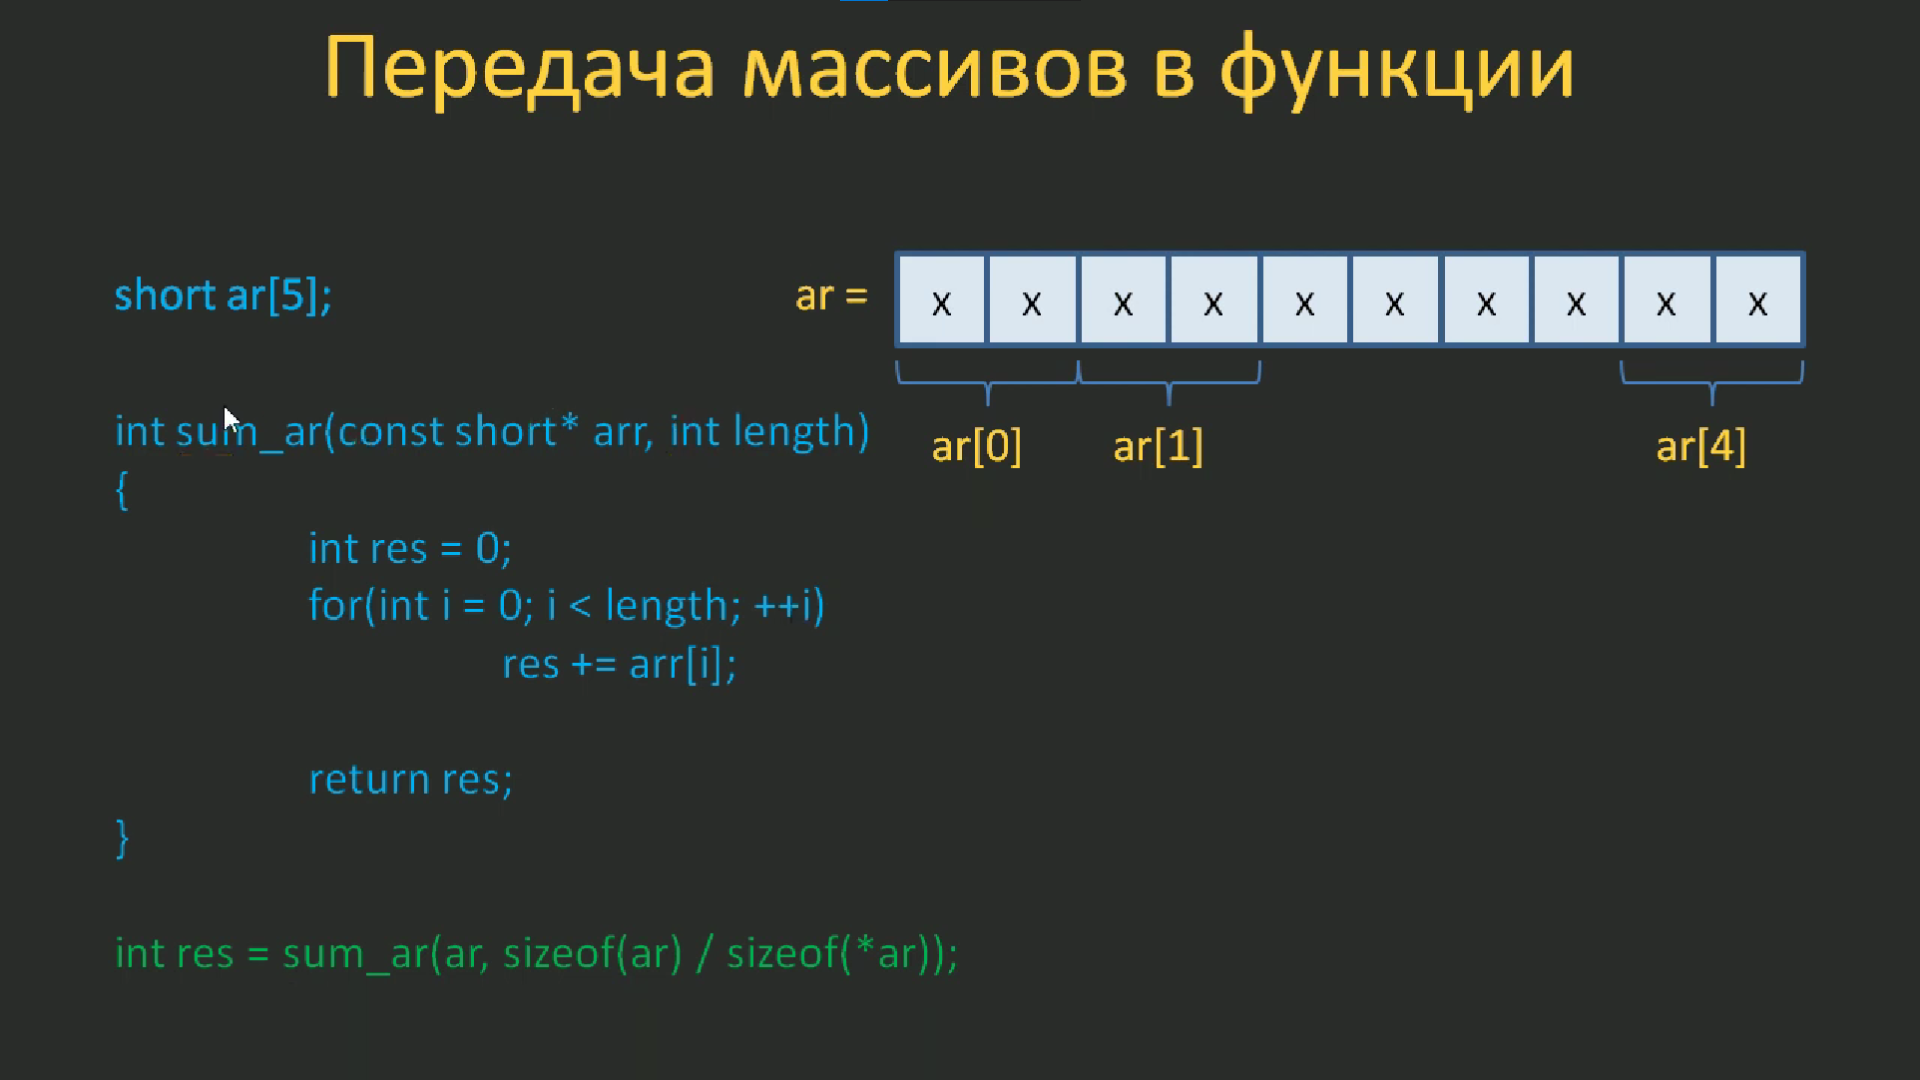 Передача массивов в функции
short ar[5];
ar =
x x x x x x x x x x
ar[0] ar[1] ar[4]
int sum_ar(const short* arr, int length)
{
int res = 0;
for(int i = 0; i < length; ++i)
res += arr[i];
return res;
}
int res = sum_ar(ar, sizeof(ar) / sizeof(*ar));